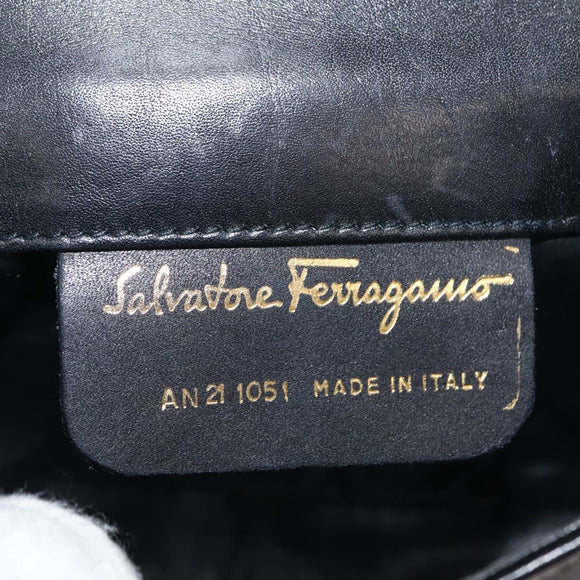 Salvatore Ferragamo
AN 21 1051 MADE IN ITALY